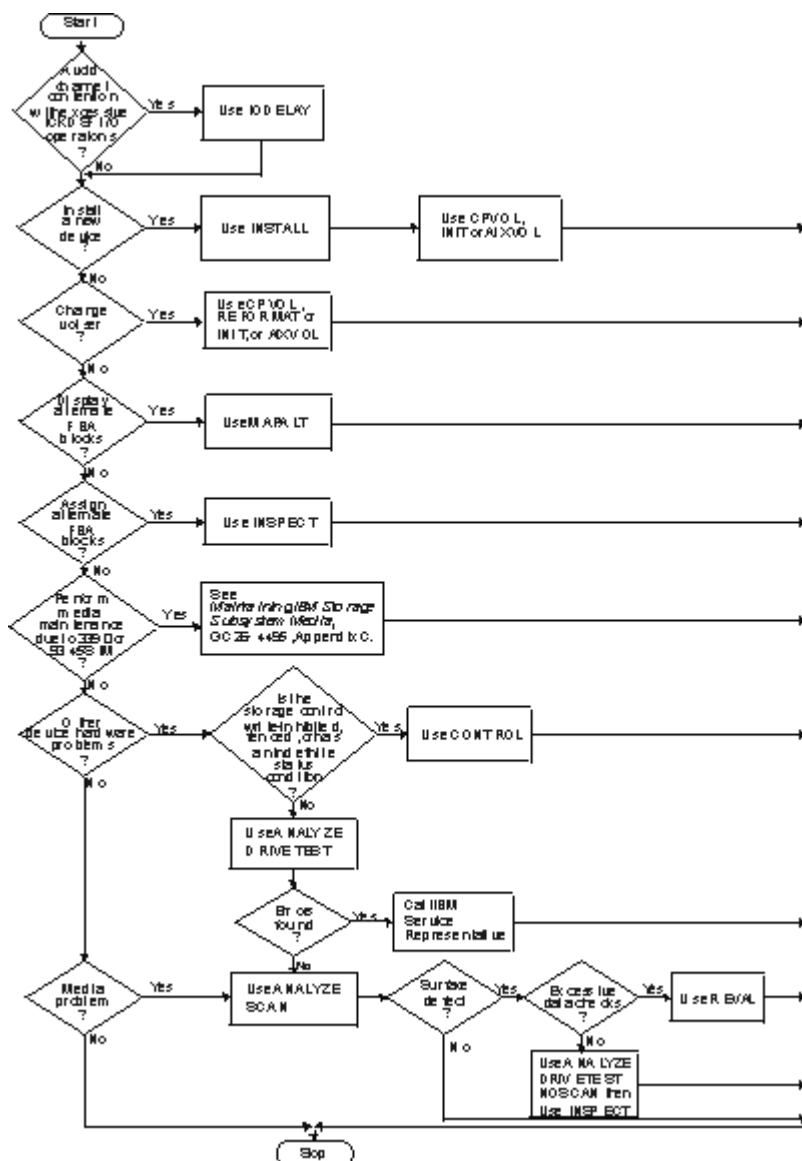 Start
Avoid
channel
contention
with excessive
ICKDSF I/O
operations
?
Yes
Use IODELAY
No
Install
a new
device
?
Yes
Use INSTALL
Use CPVOL,
INIT or AIXVOL
No
Change
volser
?
Yes
Use CPVOL,
REFORMAT or
INIT, or AIXVOL
No
Display
alternate
FBA
blocks
?
Yes
Use MAPALT
No
Assign
alternate
FBA
blocks
?
Yes
Use INSPECT
No
Perform
media
maintenance
due to 3390 or
9345 SIM
?
Yes
See
Maintaining IBM Storage
Subsystem Media,
GC26-4495, Appendix C.
No
Other
device hardware
problems
?
Yes
Is the
storage control
write-inhibited,
fenced, or has
an indefinite
status
condition
?
Yes
Use CONTROL
No
No
Use ANALYZE
DRIVETEST
Errors
found
?
Yes
Call IBM
Service
Representative
No
Media
problem
?
Yes
Use ANALYZE
SCAN
Surface
defect
?
Yes
Excessive
data checks
?
Yes
Use REVAL
No
No
No
Use ANALYZE
DRIVETEST
NOSCAN then
Use INSPECT
Stop